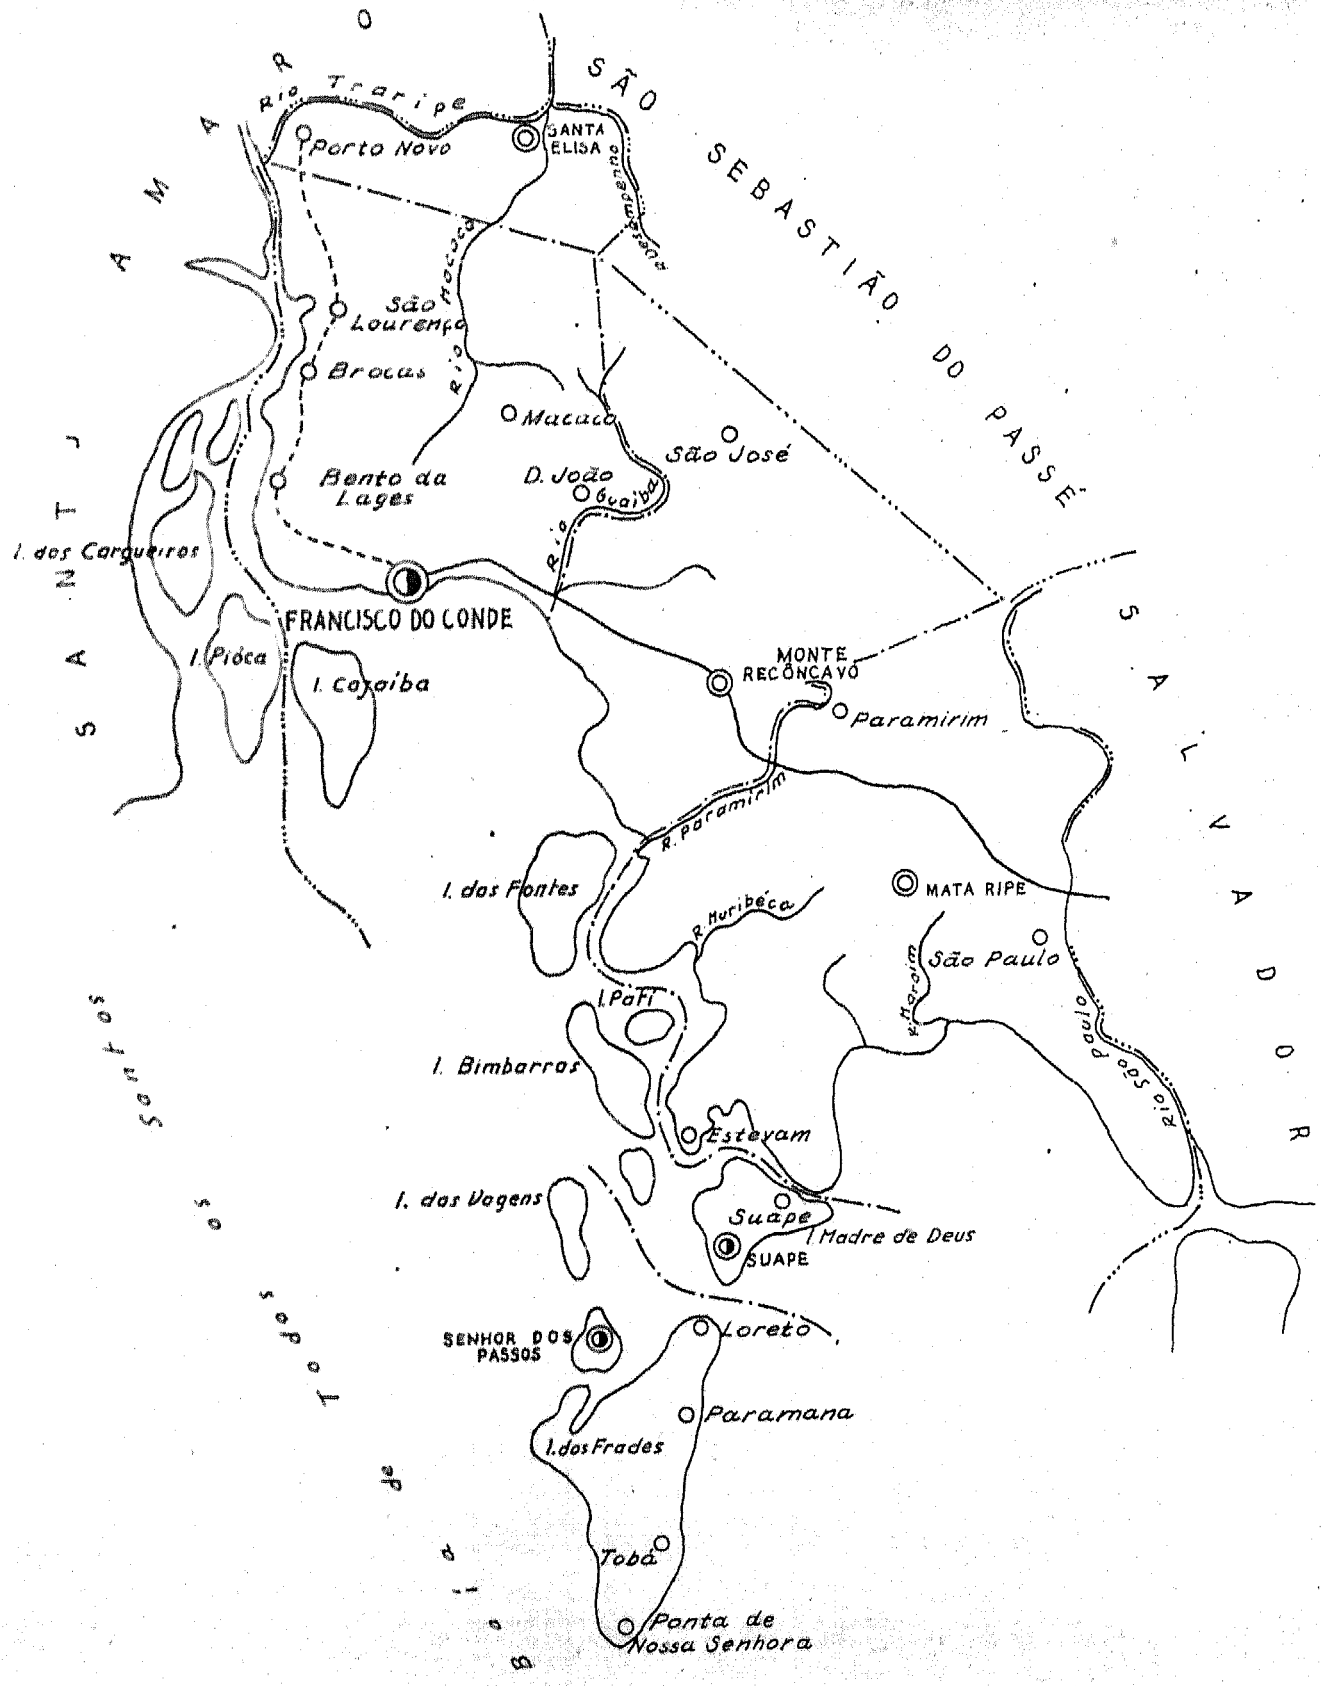 SANTO AMARO
SÃO SEBASTIÃO DO PASSÉ
SALVADOR
Rio Traripe
Porto Novo
SANTA
ELISA
Desempenho
Rio Macaca
São
Lourenço
Brocas
Macaco
São José
D. João
Rio Guaíba
Bento da
Lages
I. dos Cargueiros
FRANCISCO DO CONDE
I. Pióca
I. Cajaíba
MONTE
RECÔNCAVO
Paramirim
R. Paramirim
I. das Fontes
MATA RIPE
R. Muribéca
São Paulo
R. Maroim
Rio São Paulo
I. Pati
I. Bimbarras
Estevam
I. das Vagens
Suape
I. Madre de Deus
SUAPE
SENHOR DOS
PASSOS
Loreto
Paramana
I. dos Frades
Tobá
Ponta de
Nossa Senhora
Baía de Todos os Santos